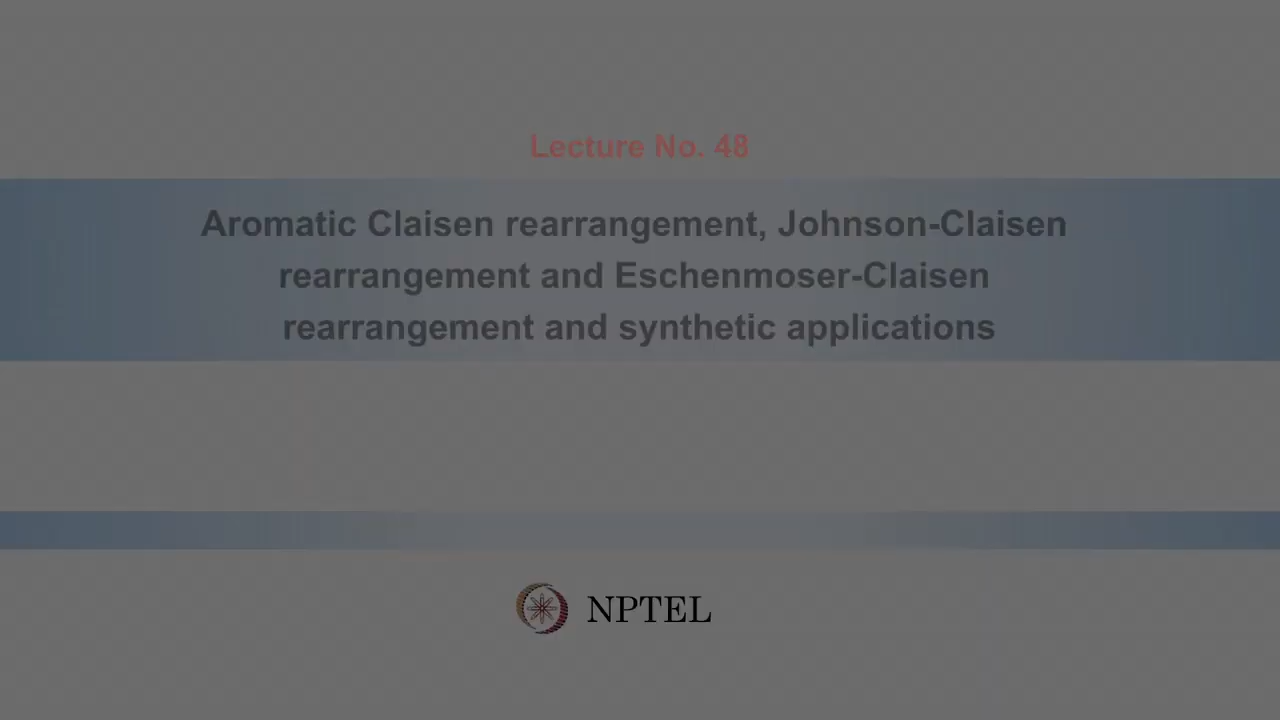 Lecture No. 48
Aromatic Claisen rearrangement, Johnson-Claisen
rearrangement and Eschenmoser-Claisen
rearrangement and synthetic applications
NPTEL